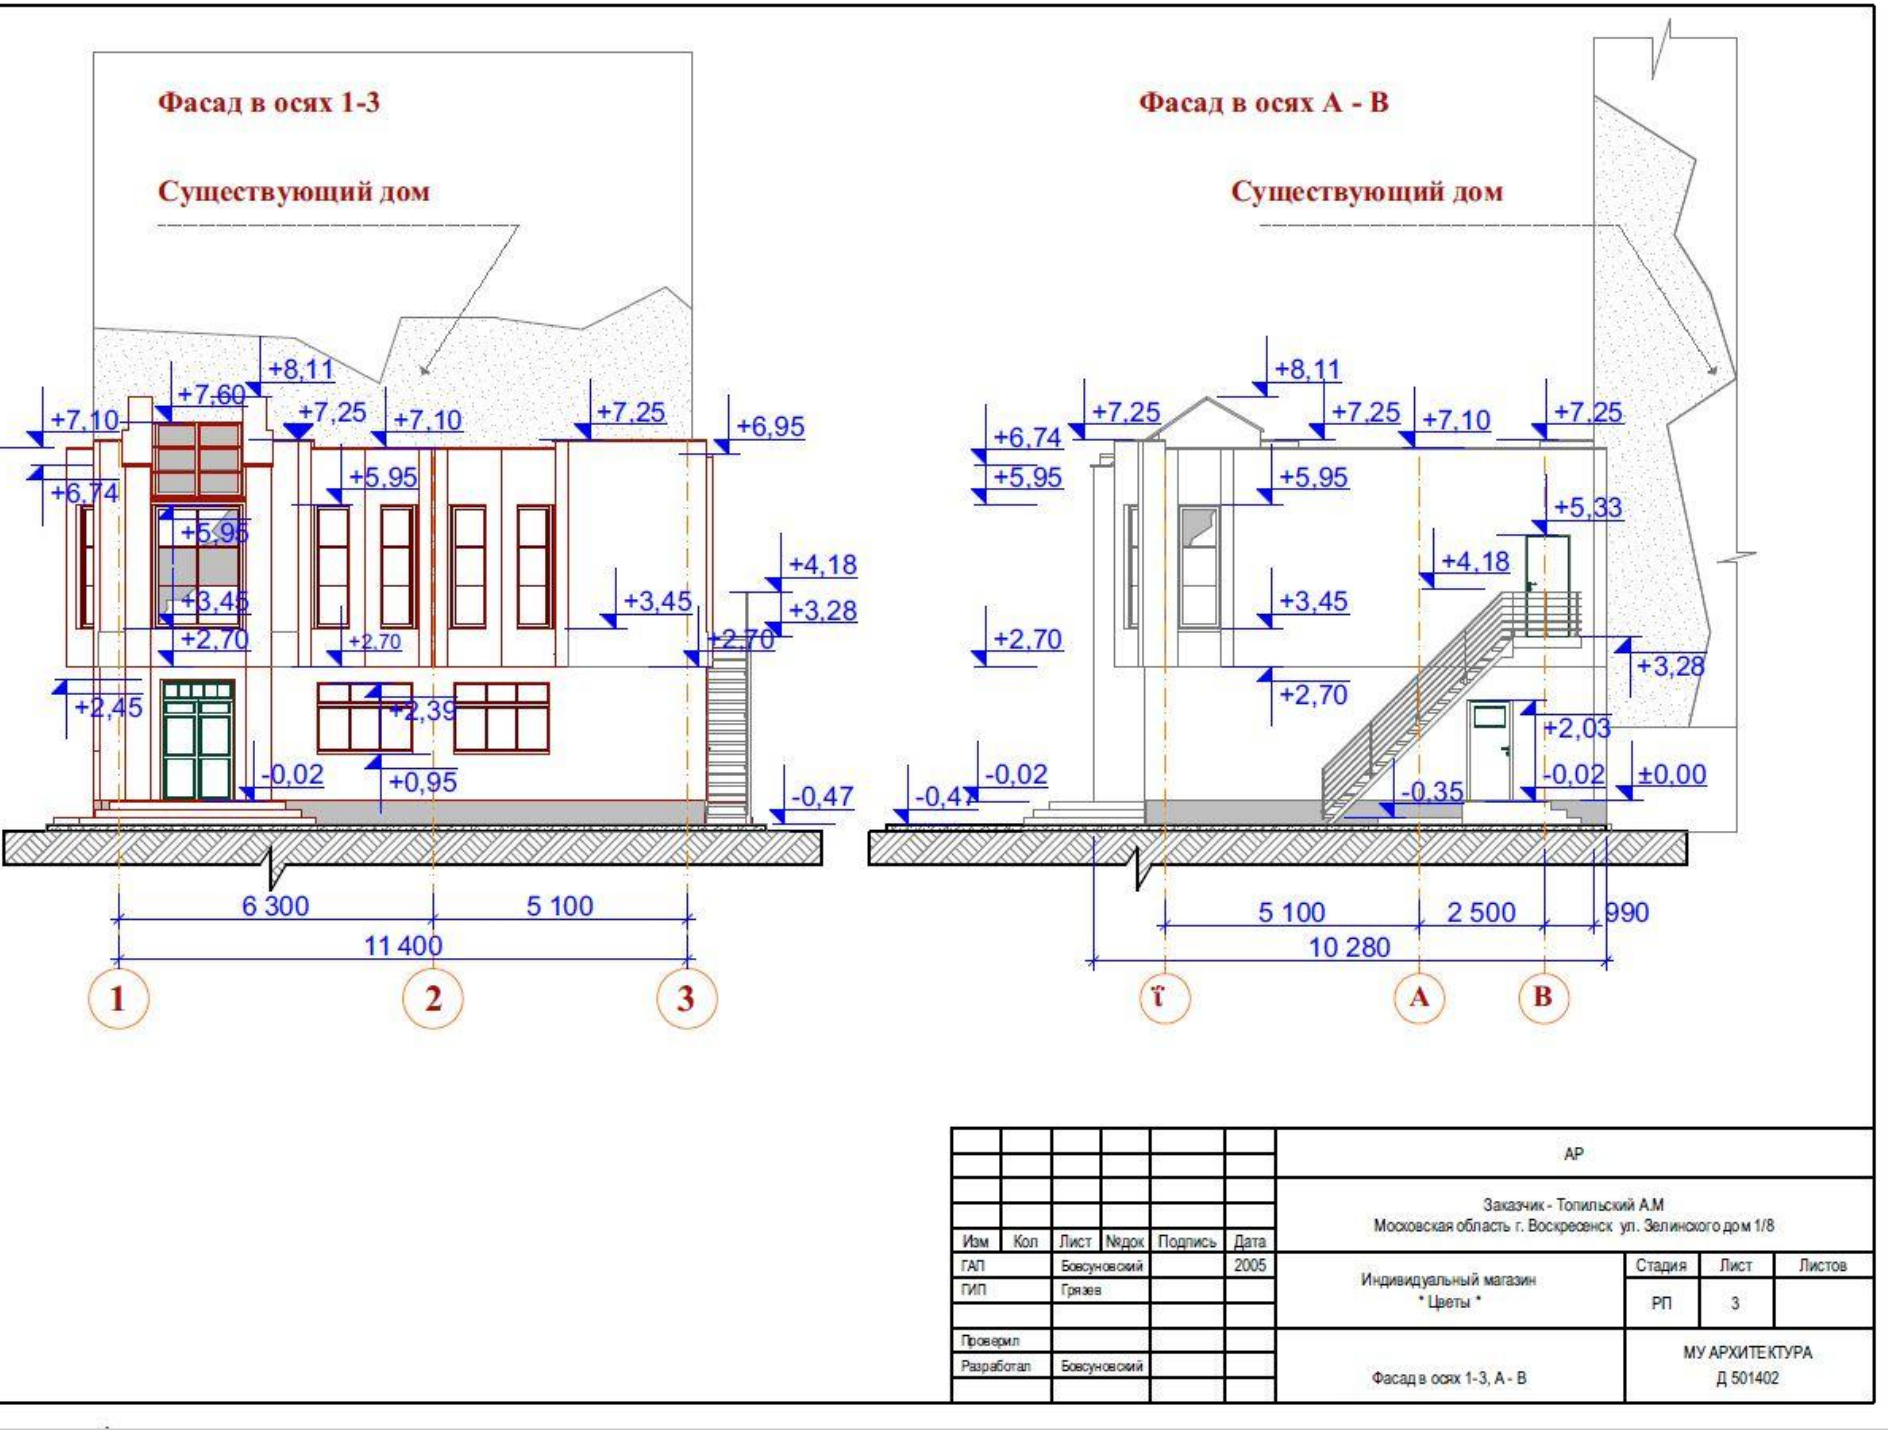 Фасад в осях 1-3
Существующий дом
+8,11
+7,60
+7,10
+7,25
+7,10
+7,25
+6,95
+6,74
+5,95
+5,95
+4,18
+3,45
+3,45
+3,28
+2,70
+2,70
+2,70
+2,45
+2,39
-0,02
+0,95
-0,47
6 300
5 100
11 400
1
2
3
Фасад в осях А - В
Существующий дом
+8,11
+7,25
+7,25
+7,10
+7,25
+6,74
+5,95
+5,95
+5,33
+4,18
+3,45
+2,70
+3,28
+2,70
+2,03
-0,02
-0,02
±0,00
-0,47
-0,35
5 100
2 500
990
10 280
ΐ
А
В
АР
Заказчик - Топильский А.М
Московская область г. Воскресенск ул. Зелинского дом 1/8
Изм Кол Лист №док Подпись Дата
ГАП Бовсуновский 2005
ГИП Грязев
Индивидуальный магазин
* Цветы *
Стадия Лист Листов
РП 3
Проверил
Разработал Бовсуновский
Фасад в осях 1-3, А - В
МУ АРХИТЕКТУРА
Д 501402